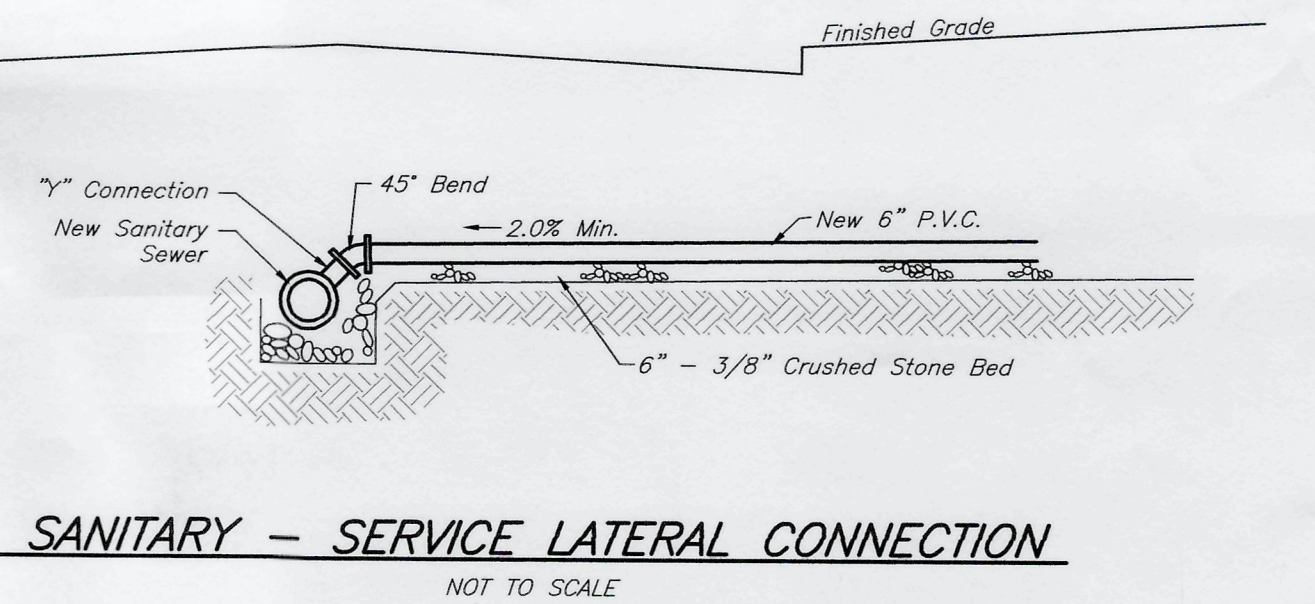 Finished Grade
"Y" Connection
45° Bend
New Sanitary
Sewer
2.0% Min.
New 6" P.V.C.
6" – 3/8" Crushed Stone Bed
SANITARY – SERVICE LATERAL CONNECTION
NOT TO SCALE